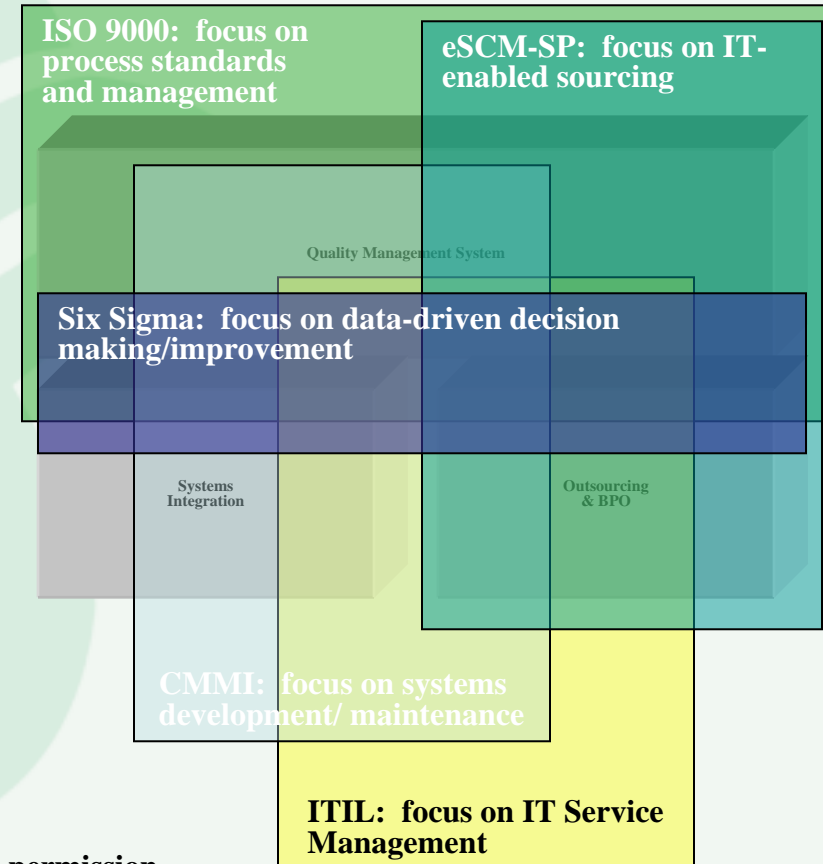 ISO 9000: focus on
process standards
and management
eSCM-SP: focus on IT-
enabled sourcing
Quality Management System
Six Sigma: focus on data-driven decision
making/improvement
Systems
Integration
Outsourcing
& BPO
CMMI: focus on systems
development/ maintenance
ITIL: focus on IT Service
Management
permission